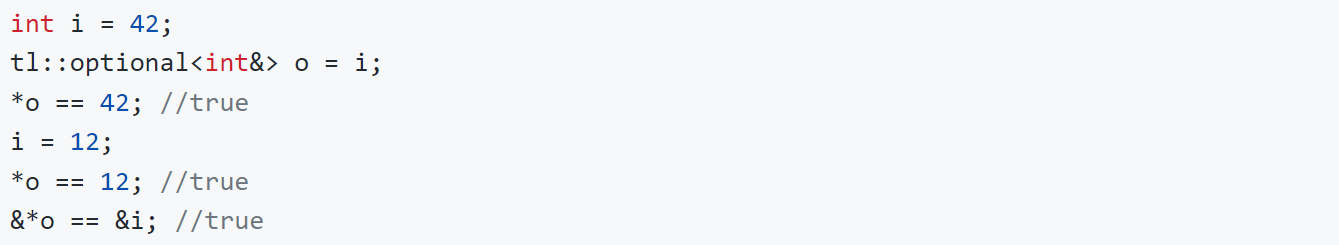 int i = 42;
tl::optional<int&> o = i;
*o == 42; //true
i = 12;
*o == 12; //true
&*o == &i; //true